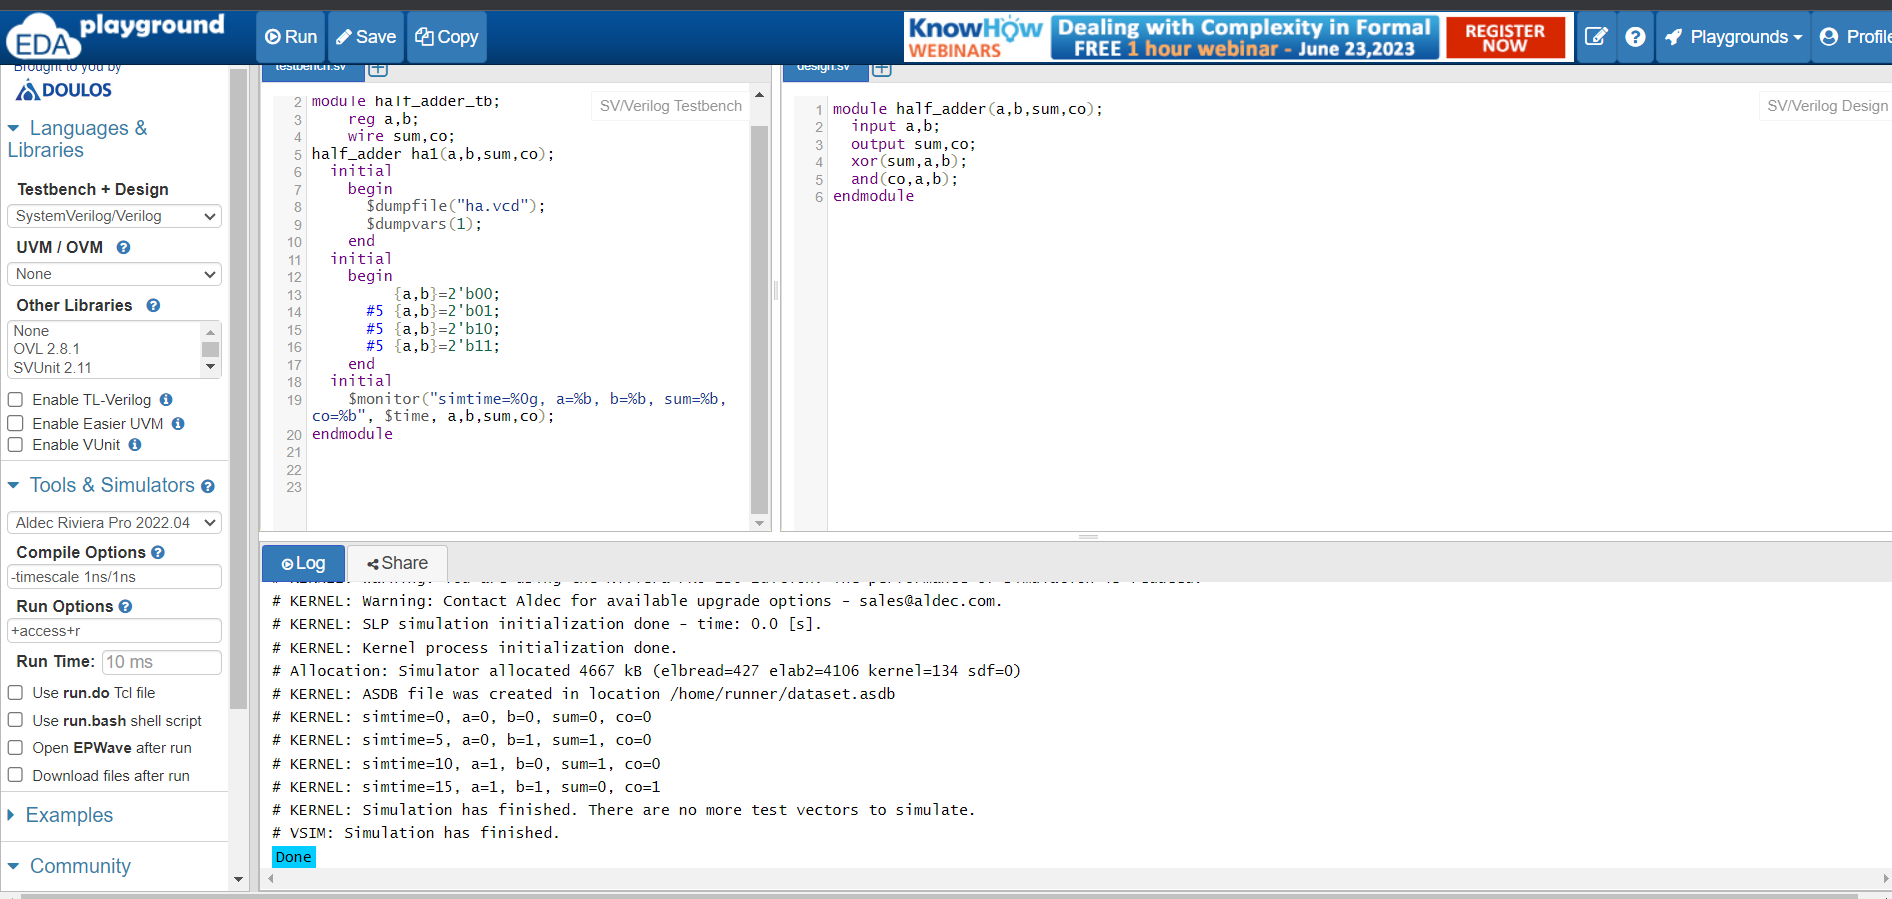 EDA playground
Run
Save
Copy
KnowHow WEBINARS
Dealing with Complexity in Formal
FREE 1 hour webinar - June 23,2023
REGISTER NOW
Playgrounds
Profile
Brought to you by
DOULOS
Languages & Libraries
Testbench + Design
SystemVerilog/Verilog
UVM / OVM
None
Other Libraries
None
OVL 2.8.1
SVUnit 2.11
Enable TL-Verilog
Enable Easier UVM
Enable VUnit
Tools & Simulators
Aldec Riviera Pro 2022.04
Compile Options
-timescale 1ns/1ns
Run Options
+access+r
Run Time: 10 ms
Use run.do Tcl file
Use run.bash shell script
Open EPWave after run
Download files after run
Examples
Community
testbench.sv
SV/Verilog Testbench
2 module half_adder_tb;
3 reg a,b;
4 wire sum,co;
5 half_adder ha1(a,b,sum,co);
6 initial
7 begin
8 $dumpfile("ha.vcd");
9 $dumpvars(1);
10 end
11 initial
12 begin
13 {a,b}=2'b00;
14 #5 {a,b}=2'b01;
15 #5 {a,b}=2'b10;
16 #5 {a,b}=2'b11;
17 end
18 initial
19 $monitor("simtime=%0g, a=%b, b=%b, sum=%b,
co=%b", $time, a,b,sum,co);
20 endmodule
21
22
23
design.sv
SV/Verilog Design
1 module half_adder(a,b,sum,co);
2 input a,b;
3 output sum,co;
4 xor(sum,a,b);
5 and(co,a,b);
6 endmodule
Log
Share
# KERNEL: Warning: Contact Aldec for available upgrade options - sales@aldec.com.
# KERNEL: SLP simulation initialization done - time: 0.0 [s].
# KERNEL: Kernel process initialization done.
# Allocation: Simulator allocated 4667 kB (elbread=427 elab2=4106 kernel=134 sdf=0)
# KERNEL: ASDB file was created in location /home/runner/dataset.asdb
# KERNEL: simtime=0, a=0, b=0, sum=0, co=0
# KERNEL: simtime=5, a=0, b=1, sum=1, co=0
# KERNEL: simtime=10, a=1, b=0, sum=1, co=0
# KERNEL: simtime=15, a=1, b=1, sum=0, co=1
# KERNEL: Simulation has finished. There are no more test vectors to simulate.
# VSIM: Simulation has finished.
Done